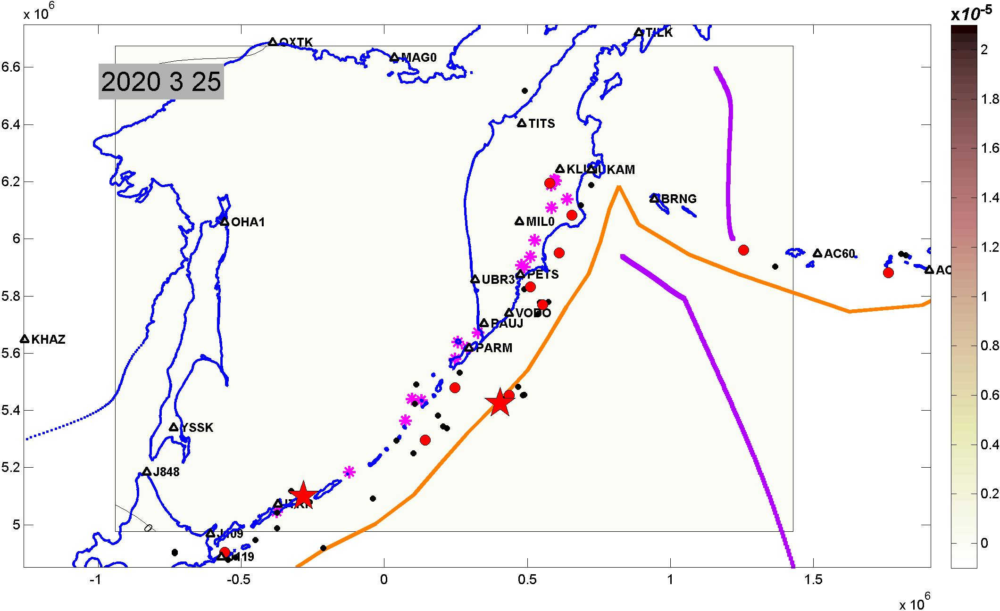 x 10^6
x10^-5
OXTK
TILK
MAG0
2020 3 25
TITS
KAM
BRNG
MIL0
OHA1
AC60
UBR3
PETS
VODO
PAUJ
KHAZ
PARM
YSSK
J848
6.6
6.4
6.2
6
5.8
5.6
5.4
5.2
5
0
-1
-0.5
0
0.5
1
1.5
x 10^6
2
1.8
1.6
1.4
1.2
1
0.8
0.6
0.4
0.2
0